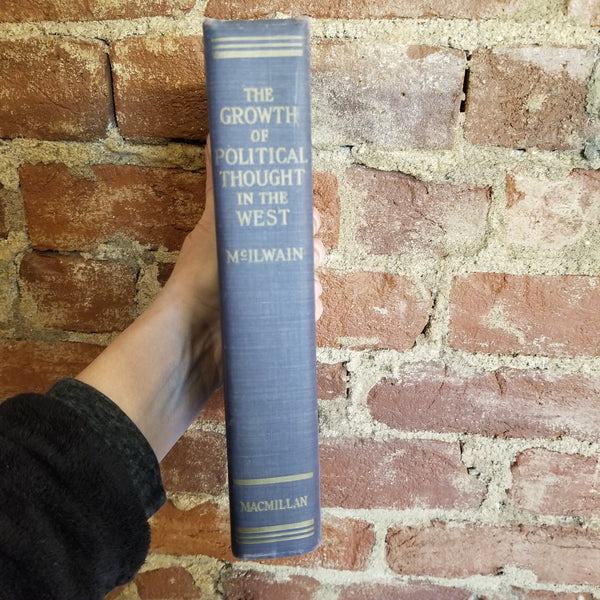 THE
GROWTH
OF
POLITICAL
THOUGHT
IN THE
WEST
McILWAIN
MACMILLAN